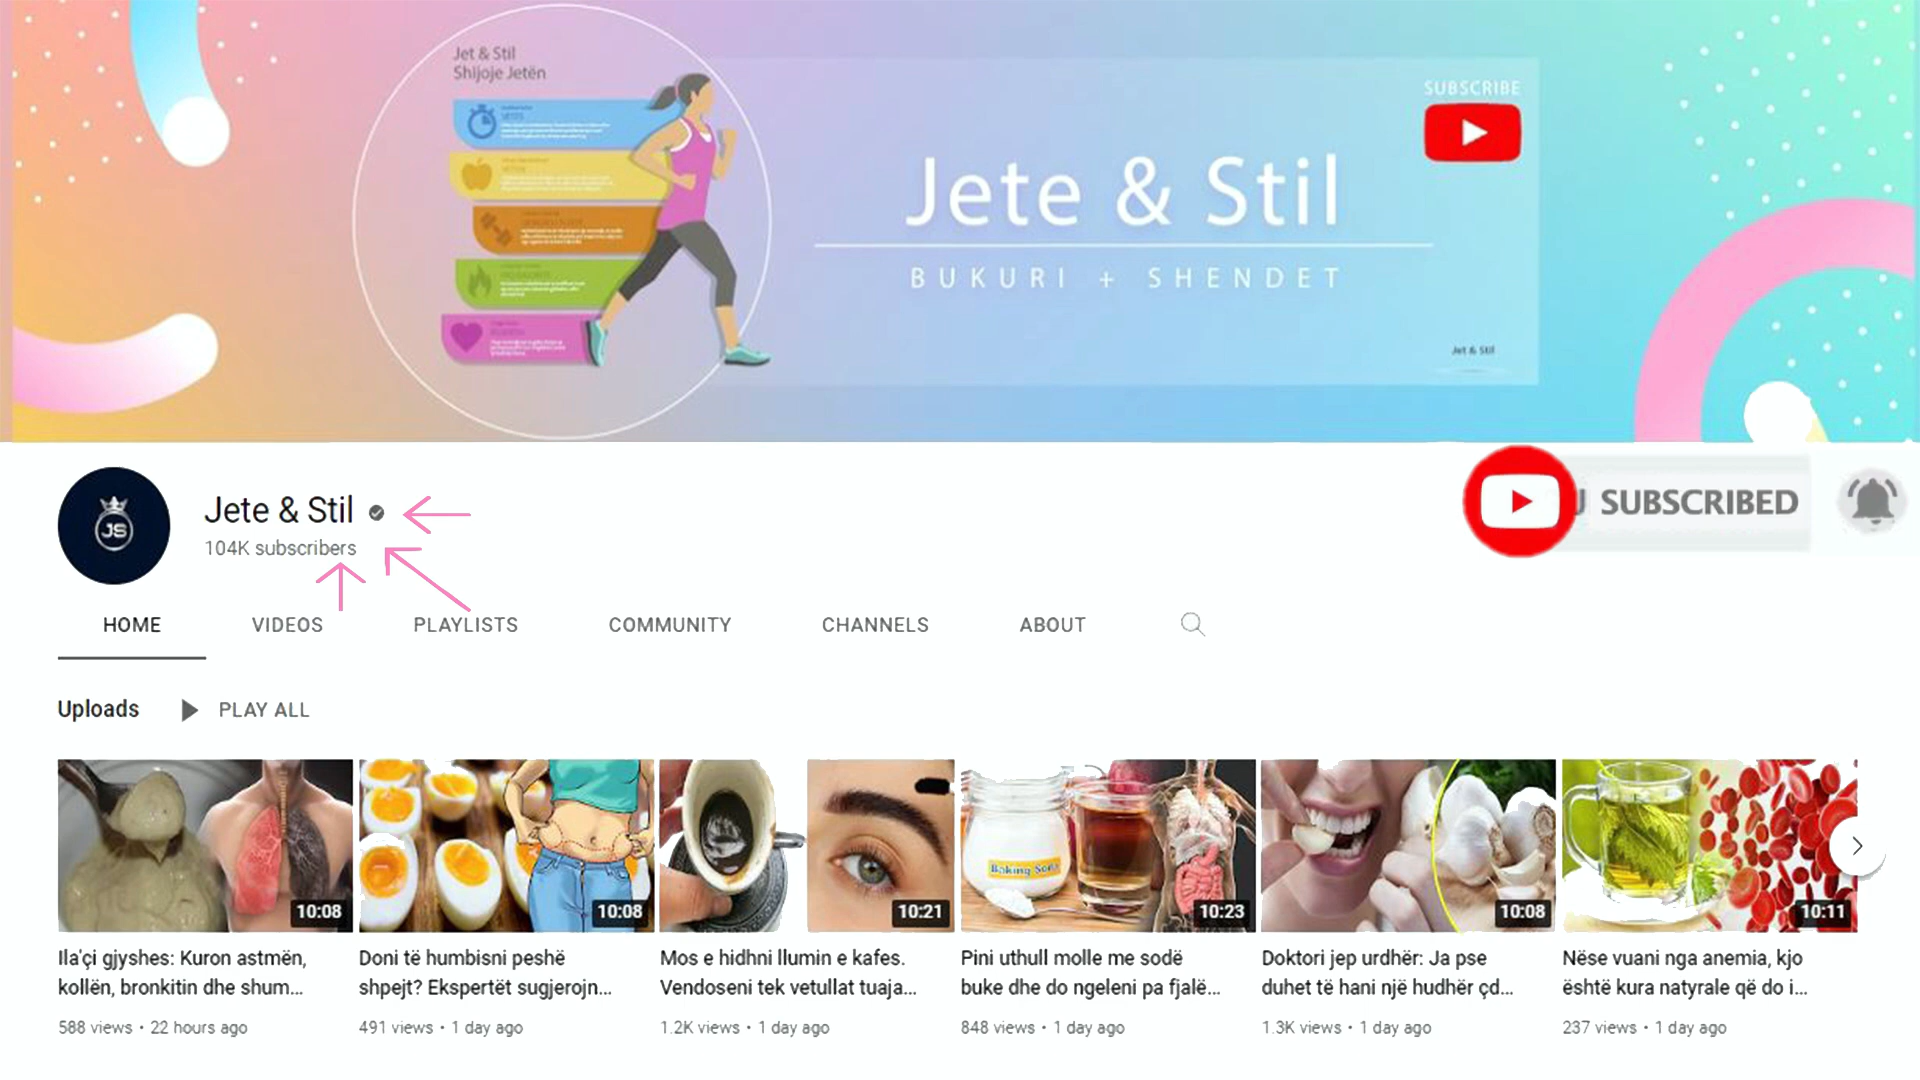 Jet & Stil
Shijoje Jetën
SUBSCRIBE
Jete & Stil
BUKURI + SHENDET
Jet & Stil
JS
Jete & Stil
104K subscribers
SUBSCRIBED
HOME VIDEOS PLAYLISTS COMMUNITY CHANNELS ABOUT
Uploads PLAY ALL
10:08
10:08
10:21
Baking Soda
10:23
10:08
10:11
Ila'çi gjyshes: Kuron astmën,
kollën, bronkitin dhe shum...
588 views • 22 hours ago
Doni të humbisni peshë
shpejt? Ekspertët sugjerojn...
491 views • 1 day ago
Mos e hidhni llumin e kafes.
Vendoseni tek vetullat tuaja...
1.2K views • 1 day ago
Pini uthull molle me sodë
buke dhe do ngeleni pa fjalë...
848 views • 1 day ago
Doktori jep urdhër: Ja pse
duhet të hani një hudhër çd...
1.3K views • 1 day ago
Nëse vuani nga anemia, kjo
është kura natyrale që do i...
237 views • 1 day ago